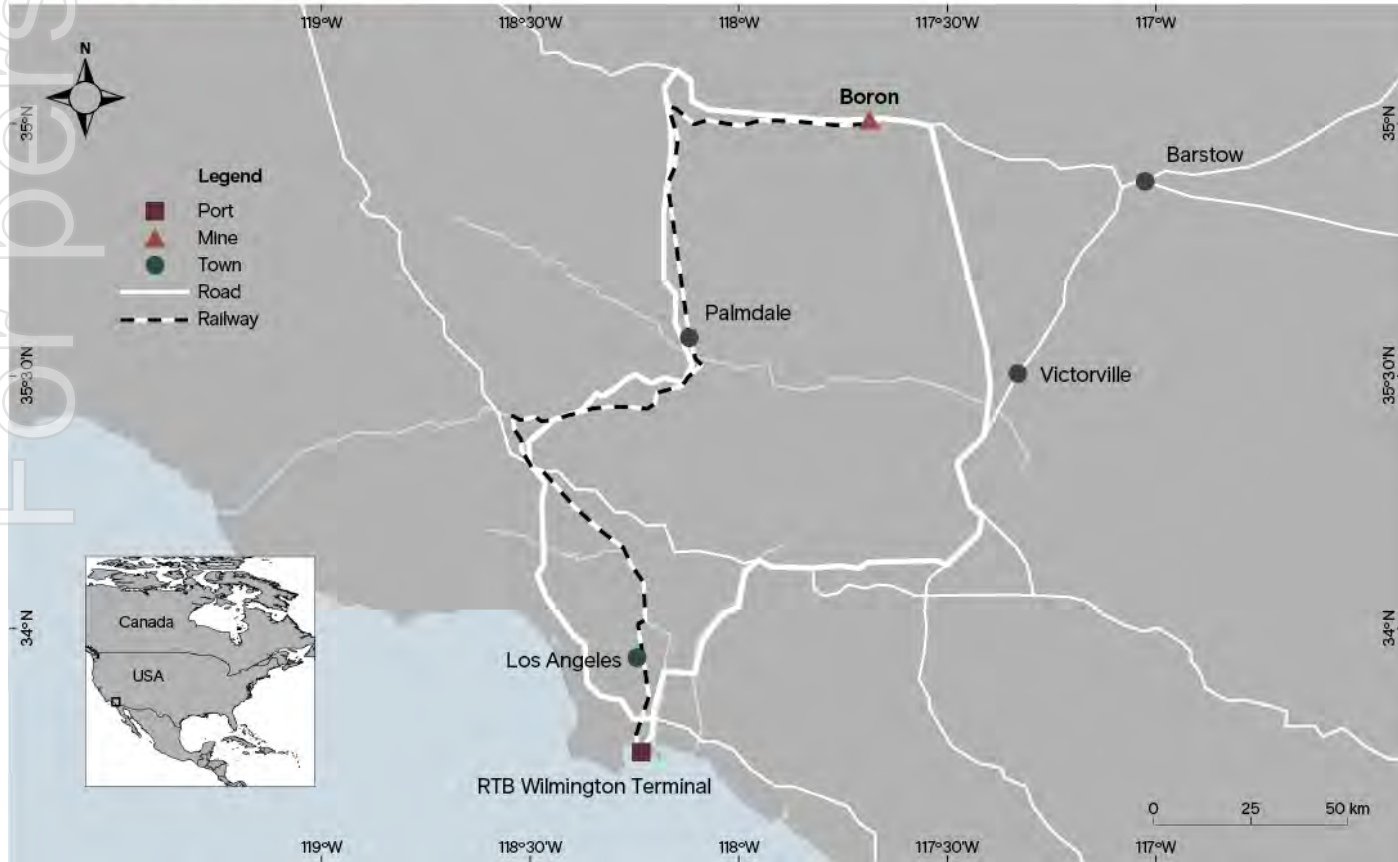 119°W 118°30'W 118°W 117°30'W 117°W
N
35°N
35°N
Boron
Barstow
Legend
Port
Mine
Town
Road
Railway
Palmdale
35°30'N
35°30'N
Victorville
For pers
Canada
USA
34°N
34°N
Los Angeles
RTB Wilmington Terminal
0 25 50 km
119°W 118°30'W 118°W 117°30'W 117°W